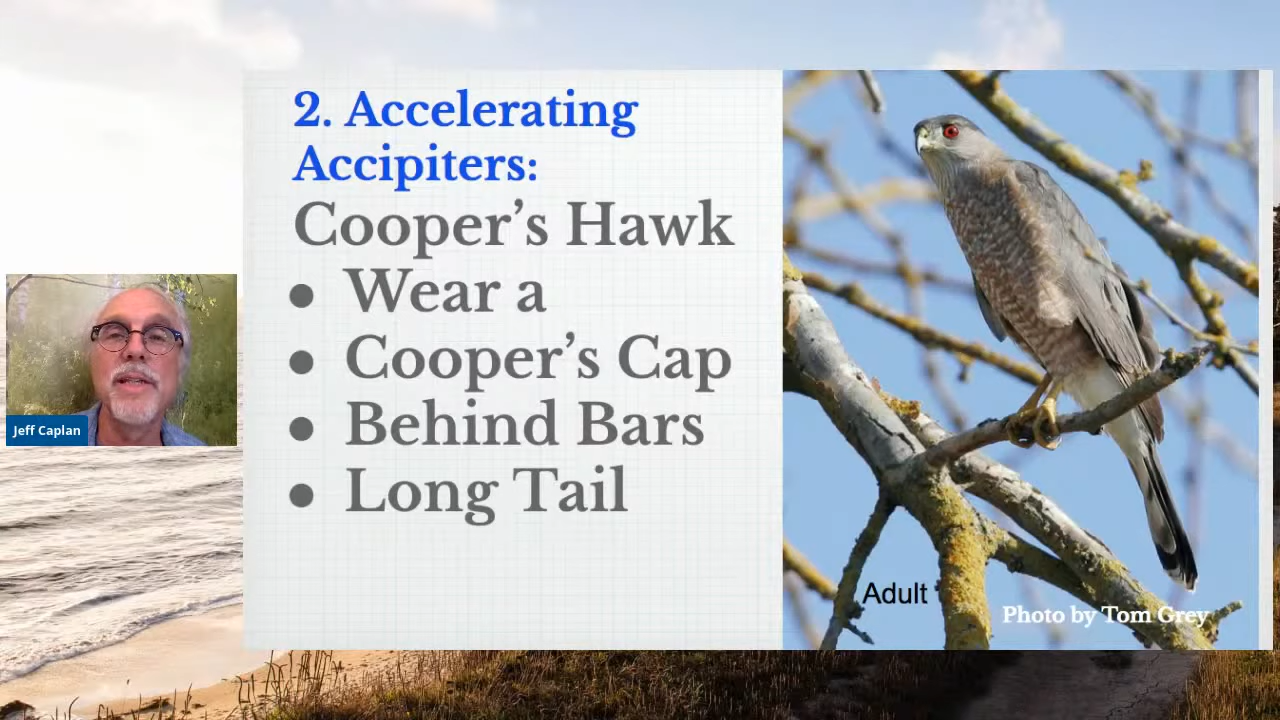 2. Accelerating
Accipiters:
Cooper’s Hawk
● Wear a
● Cooper’s Cap
● Behind Bars
● Long Tail
Jeff Caplan
Adult
Photo by Tom Grey